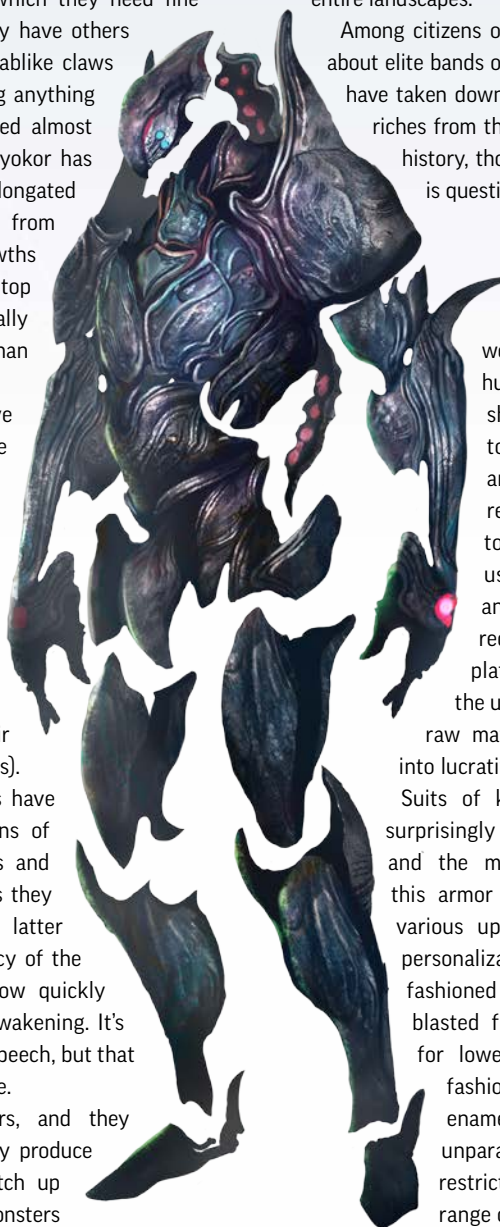 which they need fine
y have others
ablike claws
g anything
ed almost
yokor has
longated
from
wths
top
ally
han
ve
e
ir
s).
s have
ns of
s and
s they
latter
cy of the
ow quickly
wakening. It's
peech, but that
e.
rs, and they
y produce
tch up
onsters
entire landscapes.
Among citizens o
about elite bands o
have taken down
riches from th
history, tho
is questi
we
hu
sh
to
an
re
to
us
an
rec
plat
the u
raw ma
into lucrati
Suits of k
surprisingly
and the m
this armor
various up
personaliza
fashioned
blasted f
for lowe
fashio
ename
unpara
restrict
range o